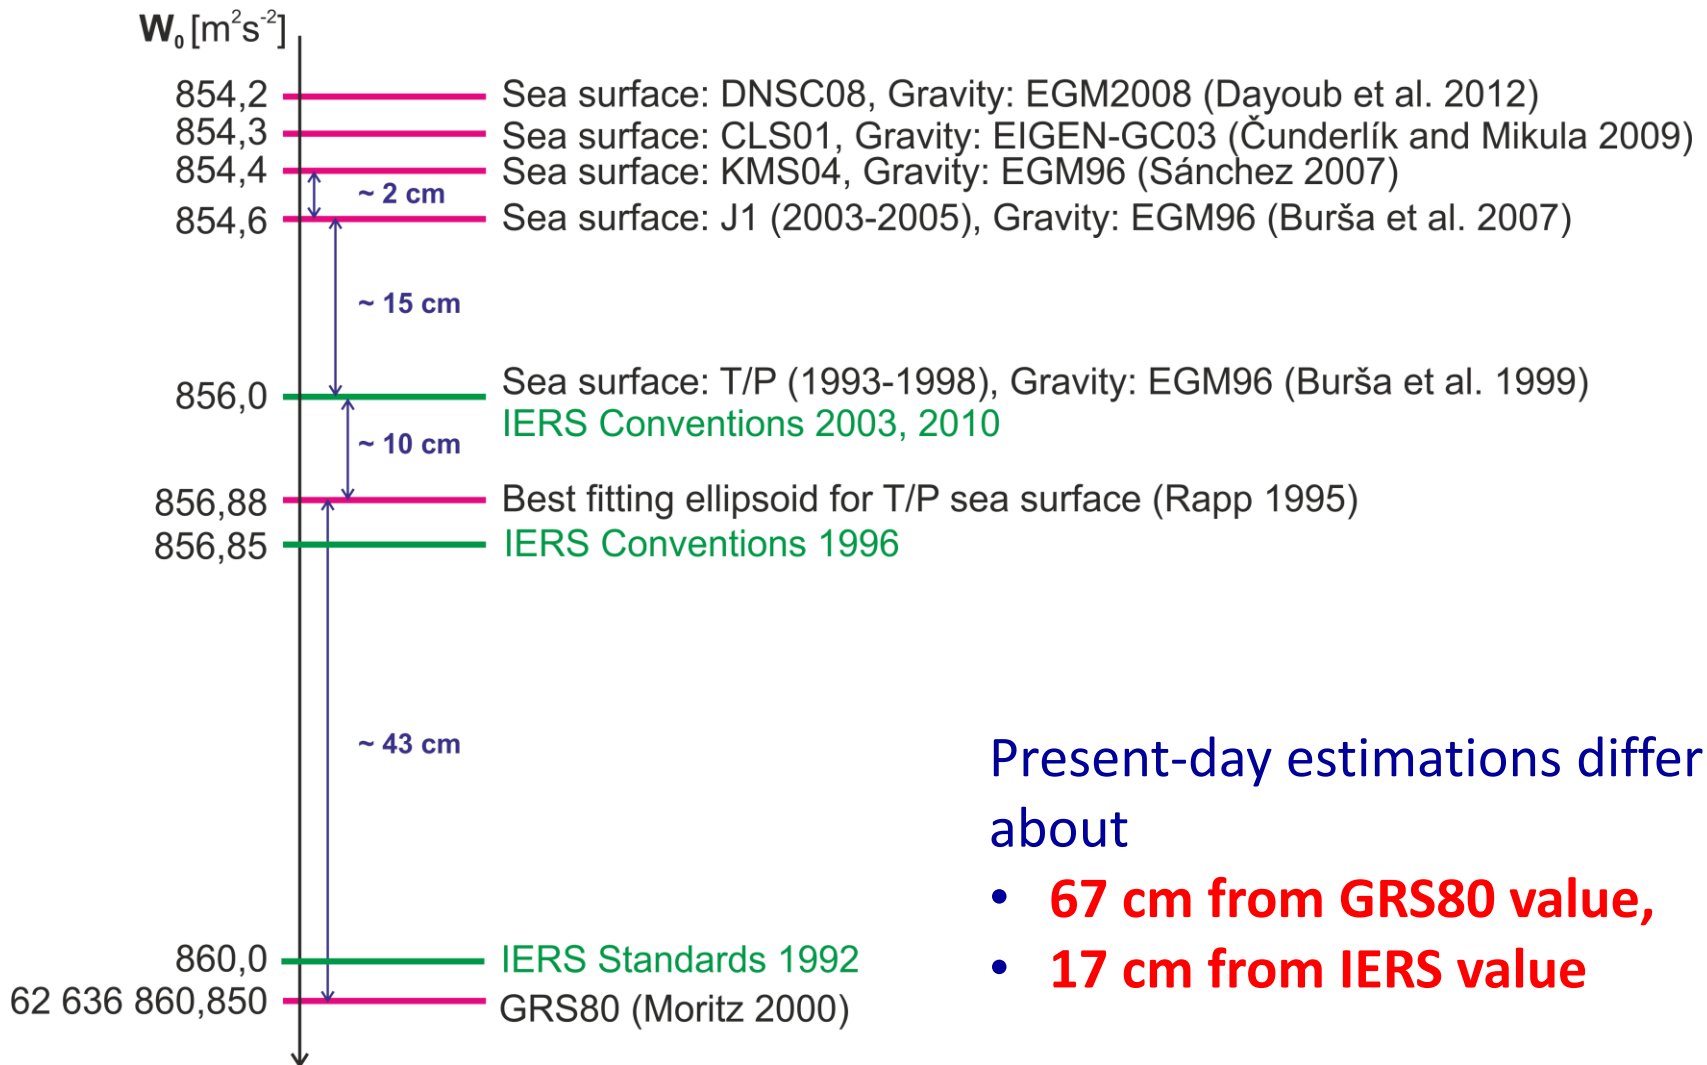 W₀ [m²s⁻²]
854,2 Sea surface: DNSC08, Gravity: EGM2008 (Dayoub et al. 2012)
854,3 Sea surface: CLS01, Gravity: EIGEN-GC03 (Čunderlík and Mikula 2009)
854,4 Sea surface: KMS04, Gravity: EGM96 (Sánchez 2007)
~ 2 cm
854,6 Sea surface: J1 (2003-2005), Gravity: EGM96 (Burša et al. 2007)
~ 15 cm
856,0 Sea surface: T/P (1993-1998), Gravity: EGM96 (Burša et al. 1999)
IERS Conventions 2003, 2010
~ 10 cm
856,88 Best fitting ellipsoid for T/P sea surface (Rapp 1995)
856,85 IERS Conventions 1996
~ 43 cm
860,0 IERS Standards 1992
62 636 860,850 GRS80 (Moritz 2000)
Present-day estimations differ
about
• 67 cm from GRS80 value,
• 17 cm from IERS value